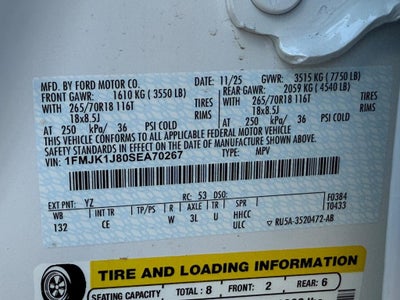 MFD. BY FORD MOTOR CO. 11/25 GVWR: 3515 KG (7750 LB)
FRONT GAWR: 1610 KG (3550 LB) REAR GAWR: 2059 KG (4540 LB)
WITH 265/70R18 116T TIRES WITH 265/70R18 116T TIRES
18x8.5J RIMS 18x8.5J RIMS
AT 250 kPa/ 36 PSI COLD AT 250 kPa/ 36 PSI COLD
THIS VEHICLE CONFORMS TO ALL APPLICABLE FEDERAL MOTOR VEHICLE
SAFETY STANDARDS IN EFFECT ON THE DATE OF MANUFACTURE SHOWN ABOVE.
VIN: 1FMJK1J80SEA70267 TYPE: MPV
EXT PNT: YZ RC: 53 DSO: F0384
WB INT TR TP/PS R AX TR SPR T0433
132 CE W 3L U HHCC
ULC RU5A-3520472-AB
TIRE AND LOADING INFORMATION
SEATING CAPACITY TOTAL: 8 FRONT: 2 REAR: 6